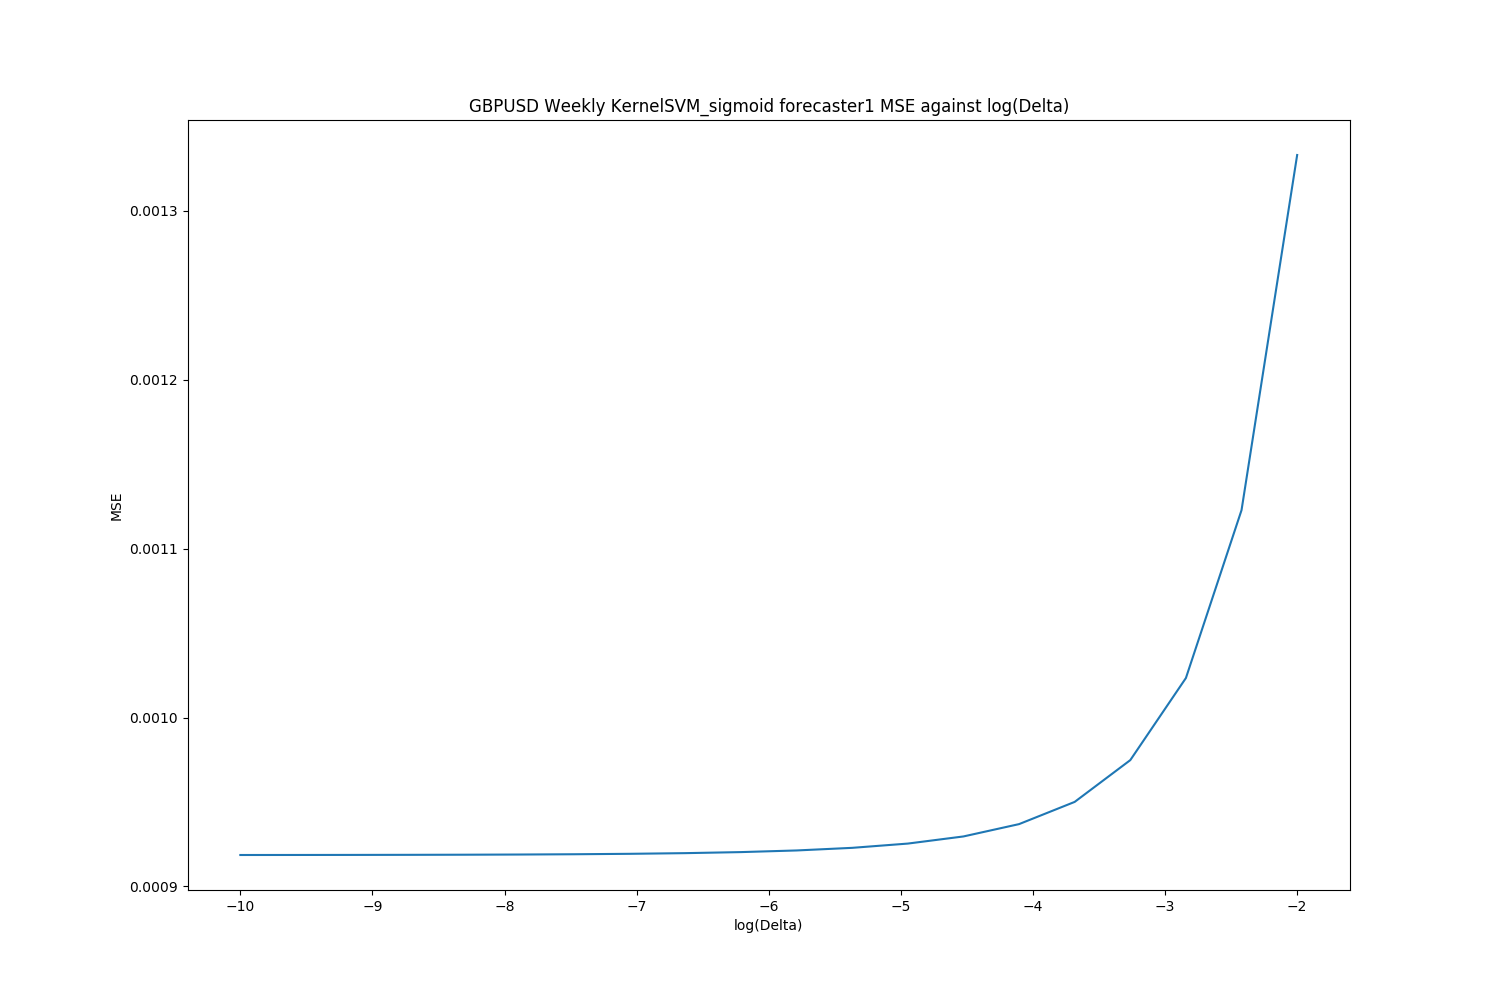 GBPUSD Weekly KernelSVM_sigmoid forecaster1 MSE against log(Delta)
0.0013
0.0012
MSE
0.0011
0.0010
0.0009
−10 −9 −8 −7 −6 −5 −4 −3 −2
log(Delta)